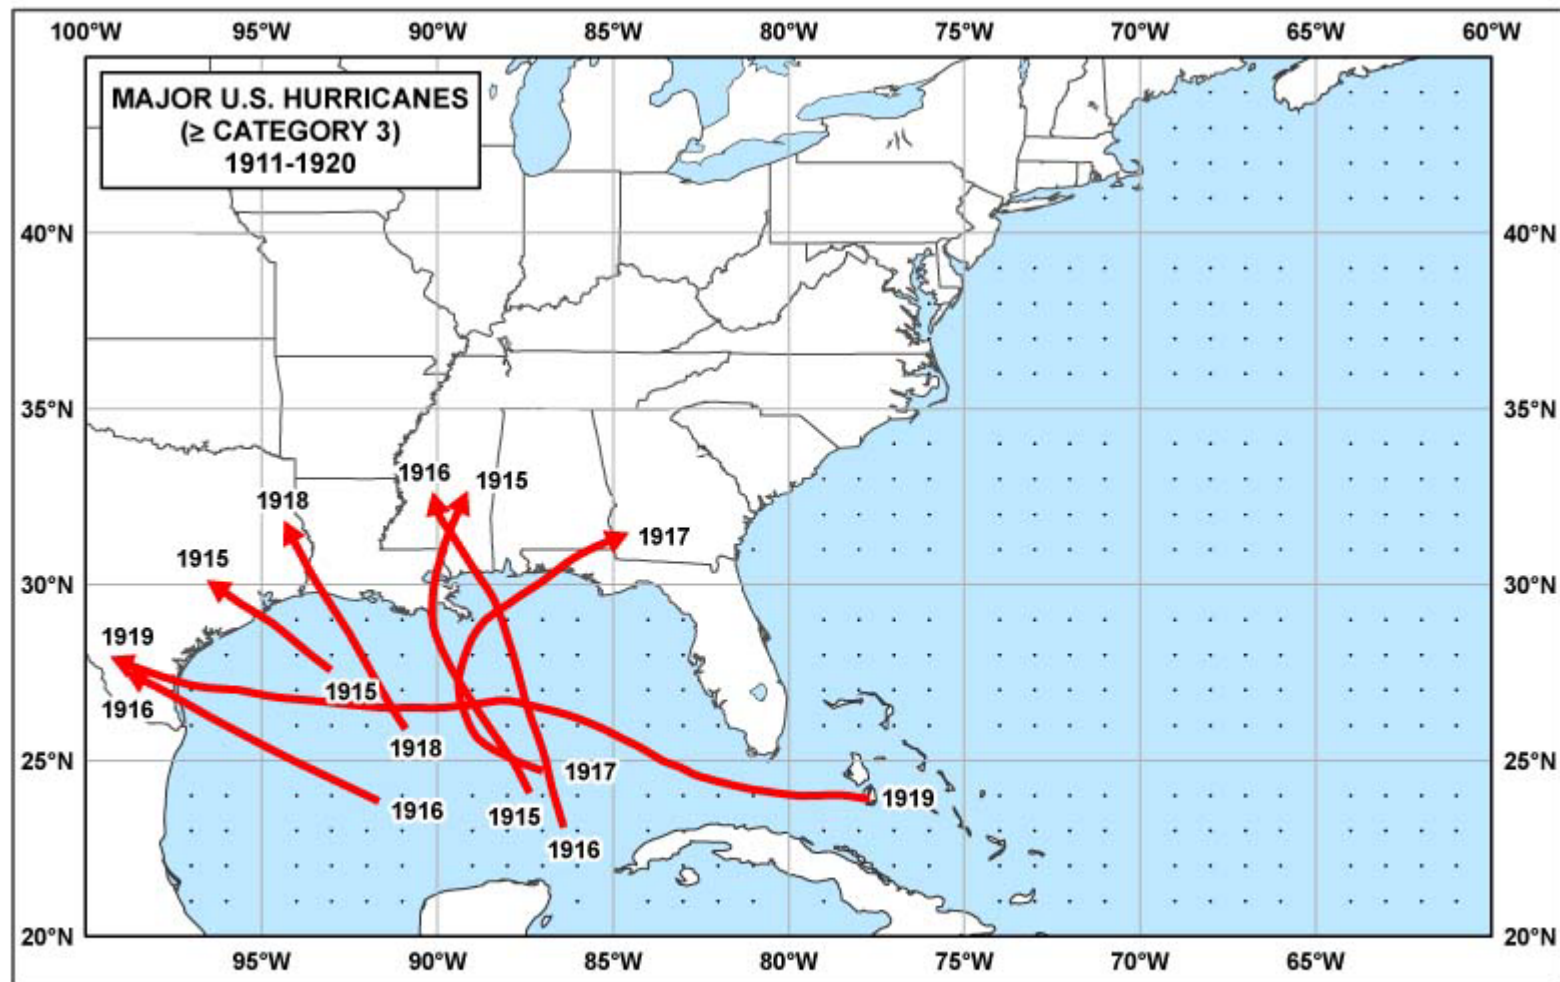 100°W 95°W 90°W 85°W 80°W 75°W 70°W 65°W 60°W
MAJOR U.S. HURRICANES
(≥ CATEGORY 3)
1911-1920
40°N 40°N
35°N 35°N
1916 1915
1918
1917
1915
30°N 30°N
1919
1915
1916
1918
25°N 1917 25°N
1919
1916 1915
1916
20°N 20°N
95°W 90°W 85°W 80°W 75°W 70°W 65°W